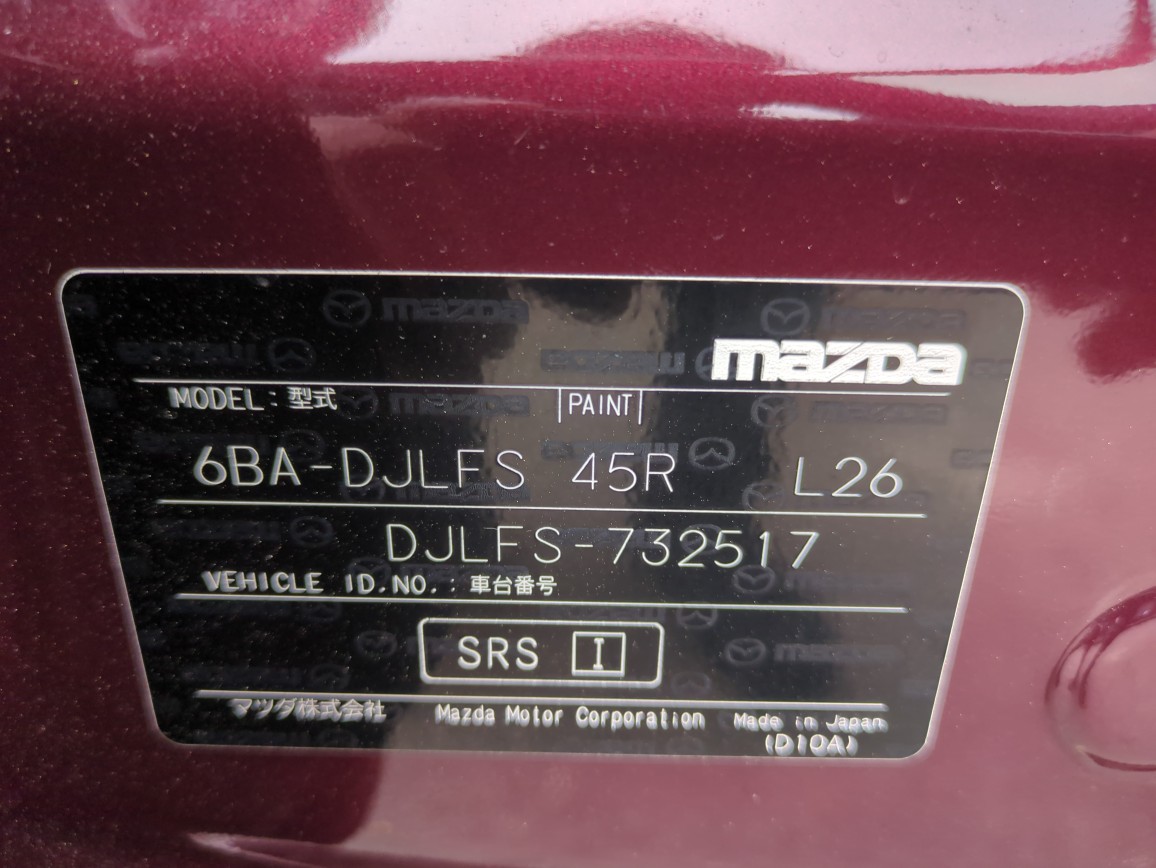 mazda
MODEL: 型式 PAINT
6BA-DJLFS 45R L26
DJLFS-732517
VEHICLE ID.NO.: 車台番号
SRS I
マツダ株式会社 Mazda Motor Corporation Made in Japan
(D10A)